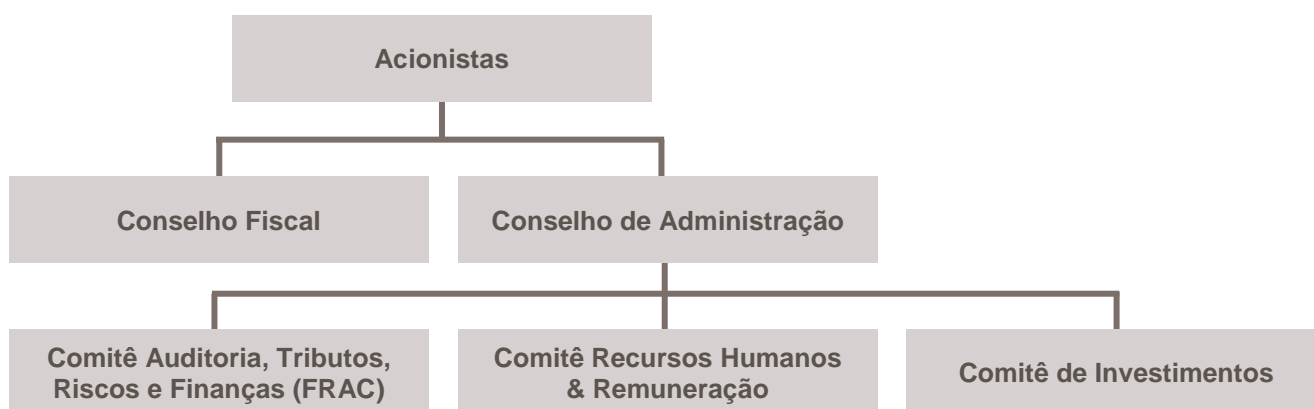 Acionistas
Conselho Fiscal
Conselho de Administração
Comitê Auditoria, Tributos,
Riscos e Finanças (FRAC)
Comitê Recursos Humanos
& Remuneração
Comitê de Investimentos